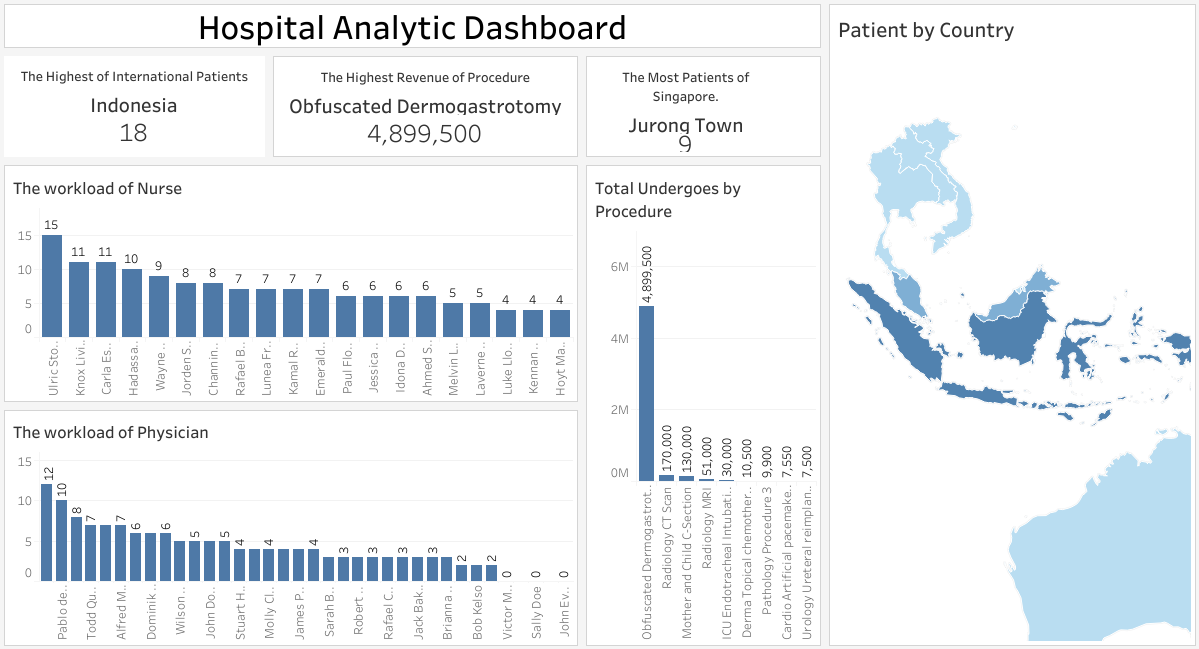 Hospital Analytic Dashboard
The Highest of International Patients
Indonesia
18
The Highest Revenue of Procedure
Obfuscated Dermogastrotomy
4,899,500
The Most Patients of
Singapore.
Jurong Town
9
Patient by Country
The workload of Nurse
15
10
5
0
15
11
11
10
9
8
8
7
7
7
7
6
6
6
6
5
5
4
4
4
Ulric Sto..
Knox Livi..
Carla Es..
Hadassa..
Wayne ..
Jorden S..
Channin..
Rafael B..
Lunea Fr..
Kamal R..
Emerald..
Paul Flo..
Jessica ..
Idona D..
Ahmed S..
Melvin L..
Laverne ..
Luke Llo..
Kennan ..
Hoyt Ma..
The workload of Physician
15
10
5
0
12
10
8
7
7
6
6
5
5
4
4
4
3
3
3
3
2
2
0
0
0
Pablo de..
Todd Qu..
Alfred M..
Dominik ..
Wilson ..
John Do..
Stuart H..
Molly Cl..
James P..
Sarah B..
Robert ..
Rafael C..
Jack Bak..
Brianna ..
Bob Kelso
Victor M..
Sally Doe
John Ev..
Total Undergoes by
Procedure
6M
4M
2M
0M
4,899,500
170,000
130,000
51,000
30,000
10,500
9,900
7,550
7,500
Obfuscated Dermogastrot..
Radiology CT Scan
Mother and Child C-Section
Radiology MRI
ICU Endotracheal Intubati..
Derma Topical chemother..
Pathology Procedure 3
Cardio Artificial pacemake..
Urology Ureteral reimplan..